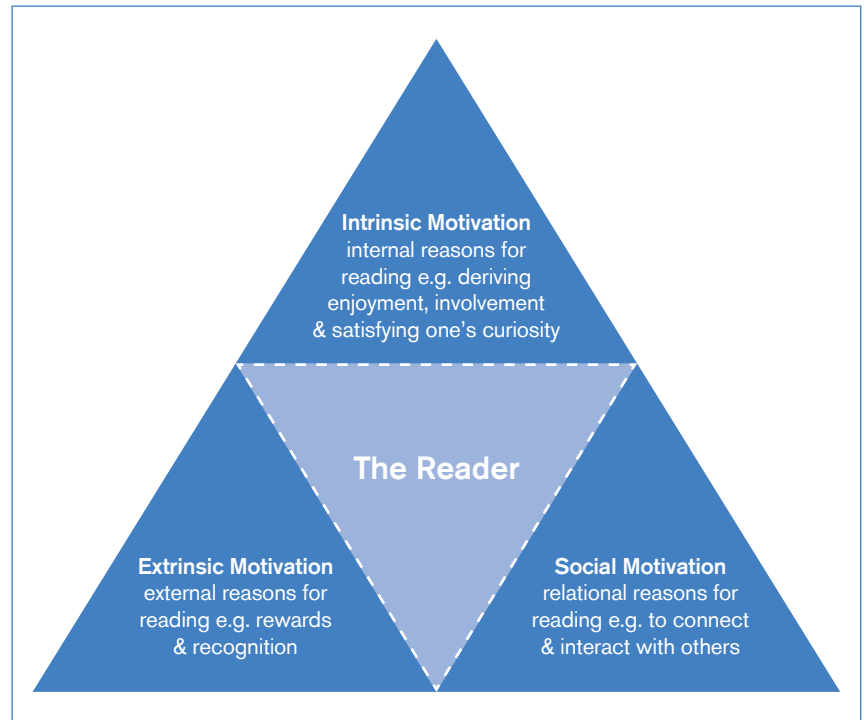 Intrinsic Motivation
internal reasons for
reading e.g. deriving
enjoyment, involvement
& satisfying one's curiosity
The Reader
Extrinsic Motivation
external reasons for
reading e.g. rewards
& recognition
Social Motivation
relational reasons for
reading e.g. to connect
& interact with others